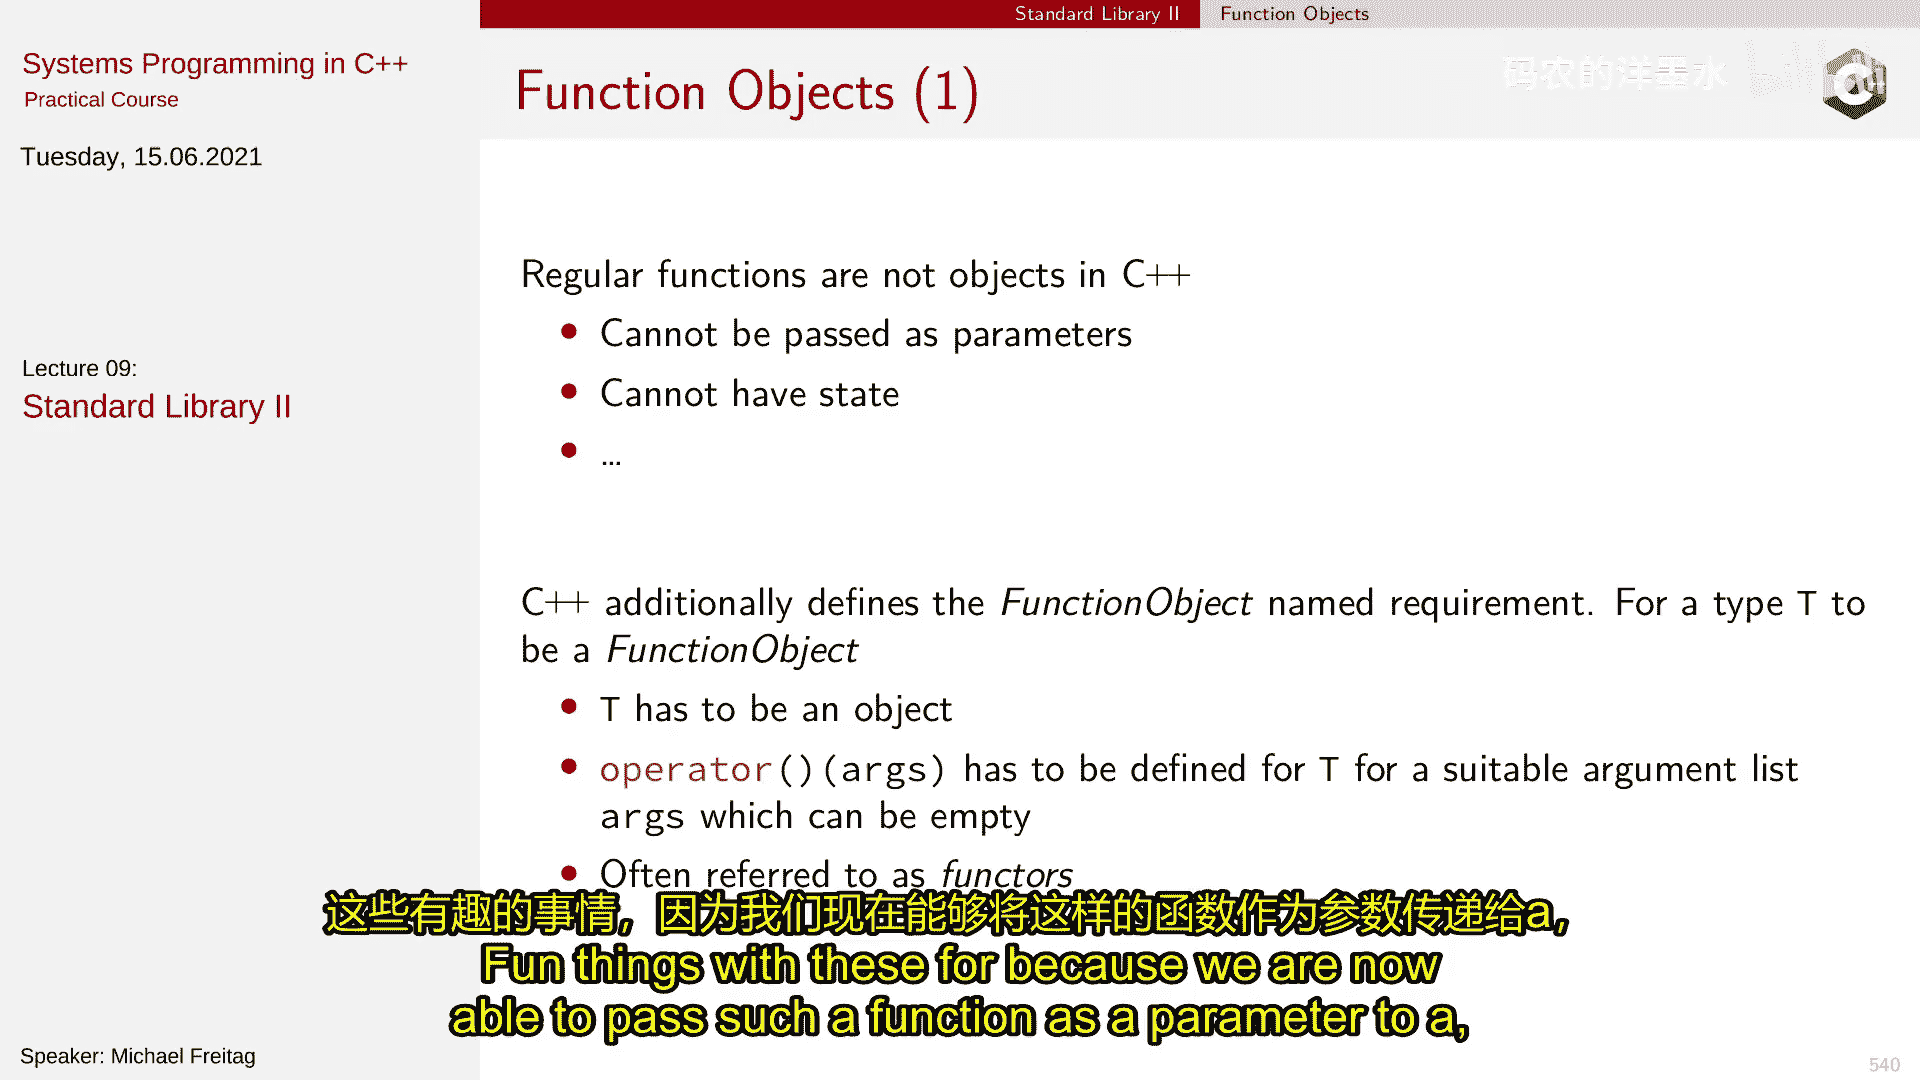 Standard Library II
Function Objects
Systems Programming in C++
Practical Course
Tuesday, 15.06.2021
Function Objects (1)
码农的洋墨水
Regular functions are not objects in C++
• Cannot be passed as parameters
• Cannot have state
• ...
Lecture 09:
Standard Library II
C++ additionally defines the FunctionObject named requirement. For a type T to
be a FunctionObject
• T has to be an object
• operator()(args) has to be defined for T for a suitable argument list
args which can be empty
• Often referred to as functors
这些有趣的事情，因为我们现在能够将这样的函数作为参数传递给a,
Fun things with these for because we are now
able to pass such a function as a parameter to a,
Speaker: Michael Freitag
540